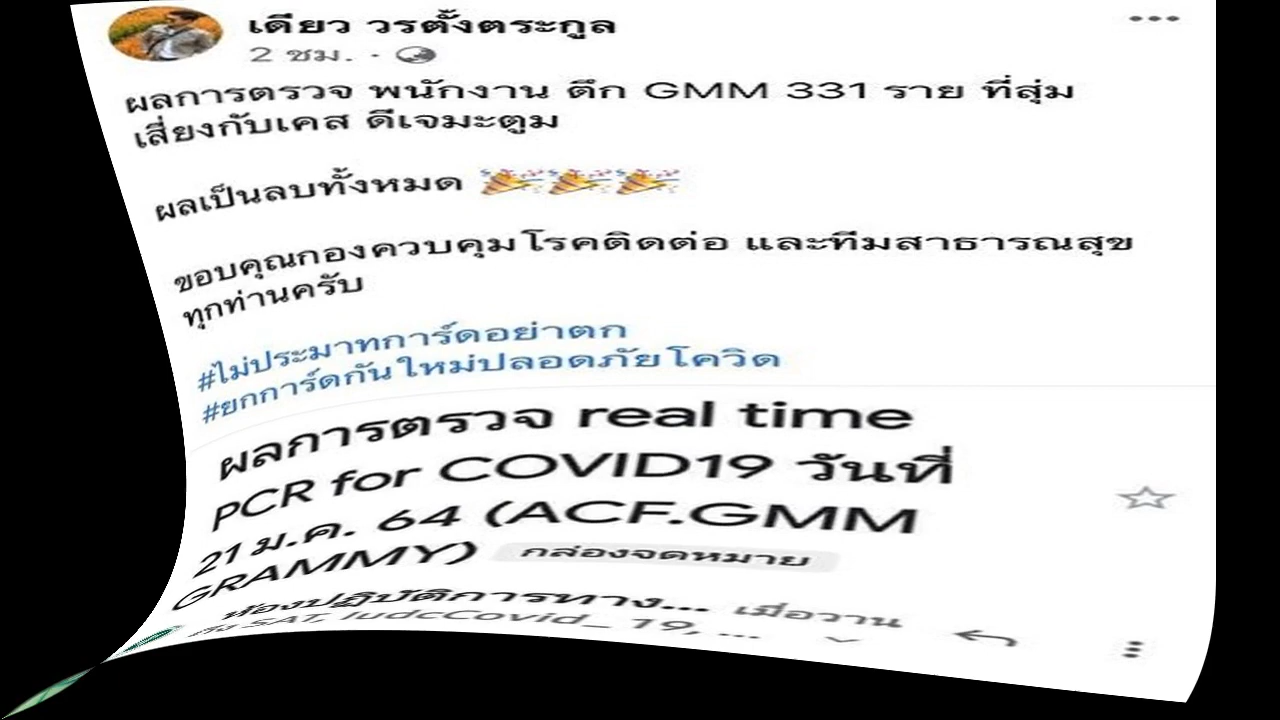 เดียว วรตั้งตระกูล
2 ชม. ·
ผลการตรวจ พนักงาน ตึก GMM 331 ราย ที่สุ่ม
เสี่ยงกับเคส ดีเจมะตูม
ผลเป็นลบทั้งหมด 🎉🎉🎉
ขอบคุณกองควบคุมโรคติดต่อ และทีมสาธารณสุข
ทุกท่านครับ
#ไม่ประมาทการ์ดอย่าตก
#ยกการ์ดกันใหม่ปลอดภัยโควิด
ผลการตรวจ real time
PCR for COVID19 วันที่
21 ม.ค. 64 (ACF.GMM
GRAMMY) กล่องจดหมาย
ห้องปฏิบัติการทาง... เมื่อวาน
ถึง SAT, IudcCovid_19, ...